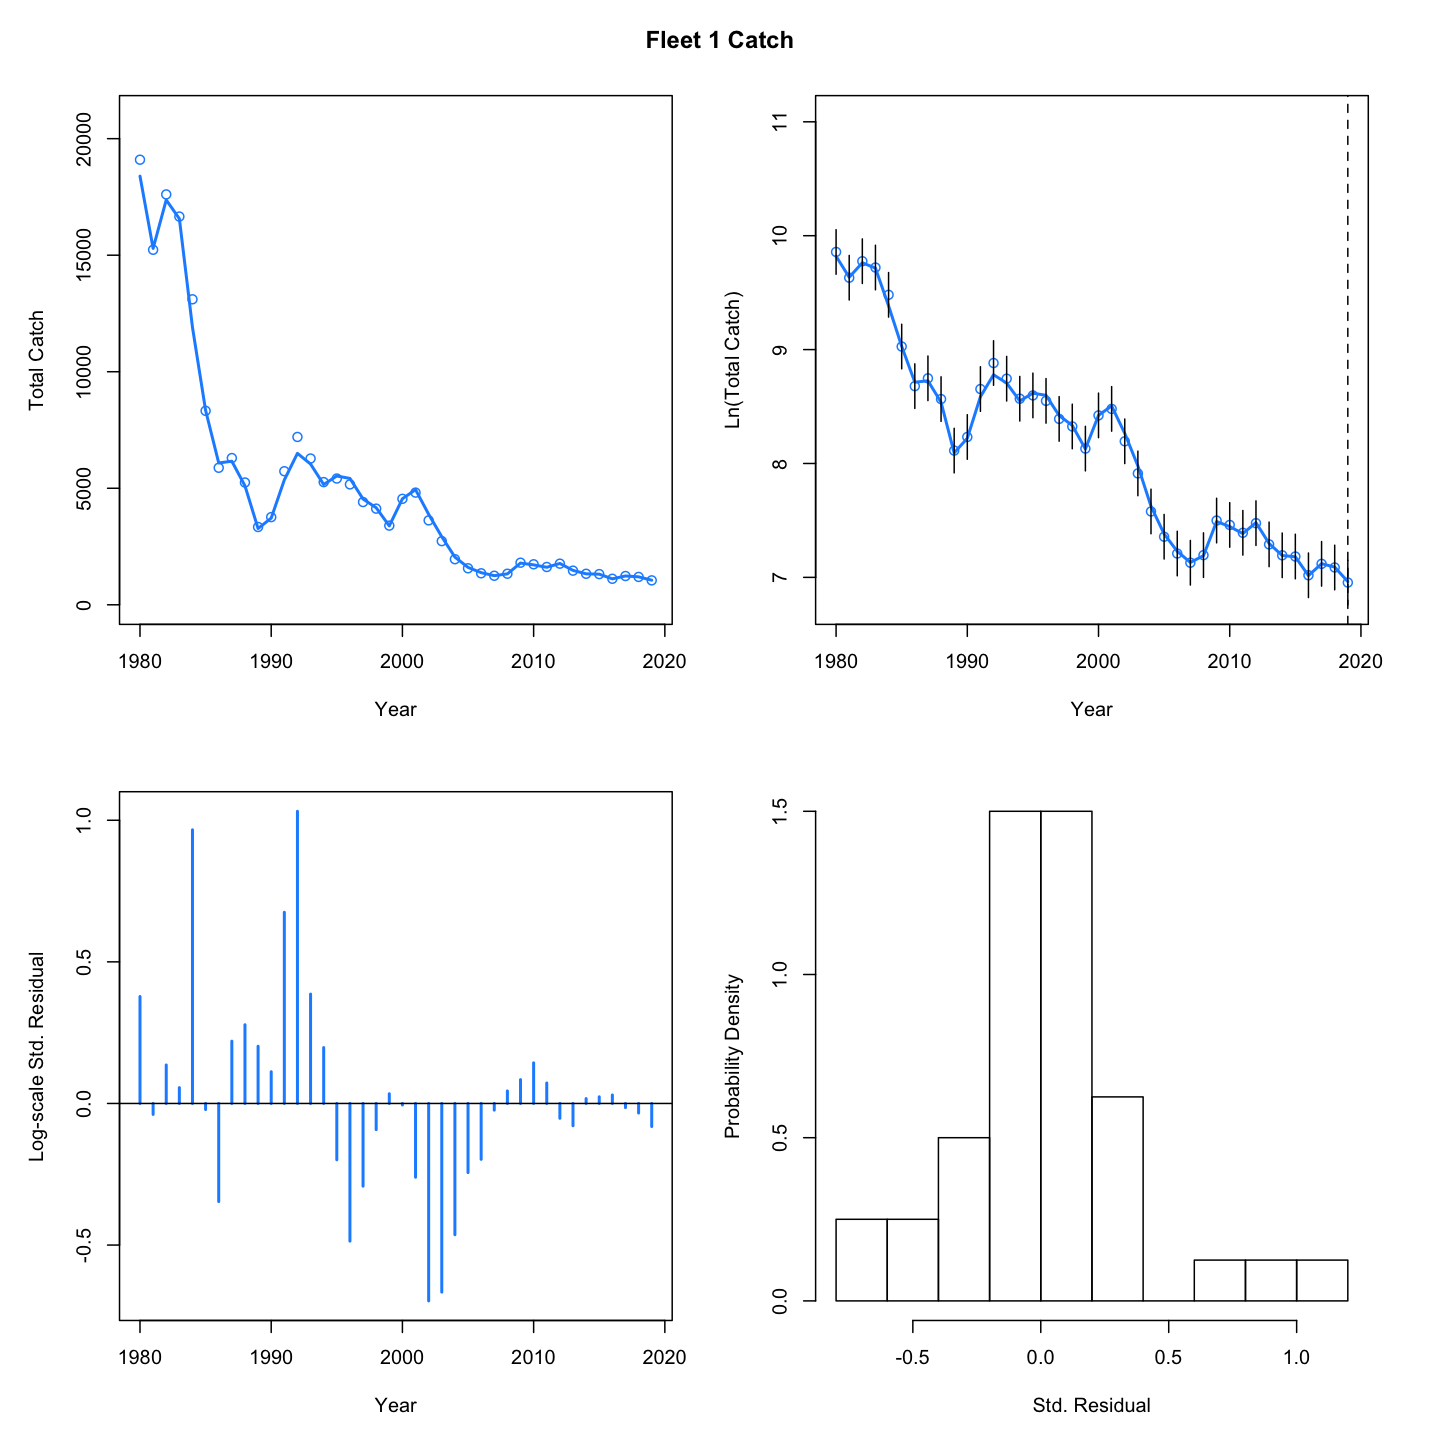 Fleet 1 Catch
Total Catch
20000
15000
10000
5000
0
1980 1990 2000 2010 2020
Year
Ln(Total Catch)
11
10
9
8
7
1980 1990 2000 2010 2020
Year
Log-scale Std. Residual
1.0
0.5
0.0
-0.5
1980 1990 2000 2010 2020
Year
Probability Density
1.5
1.0
0.5
0.0
-0.5 0.0 0.5 1.0
Std. Residual